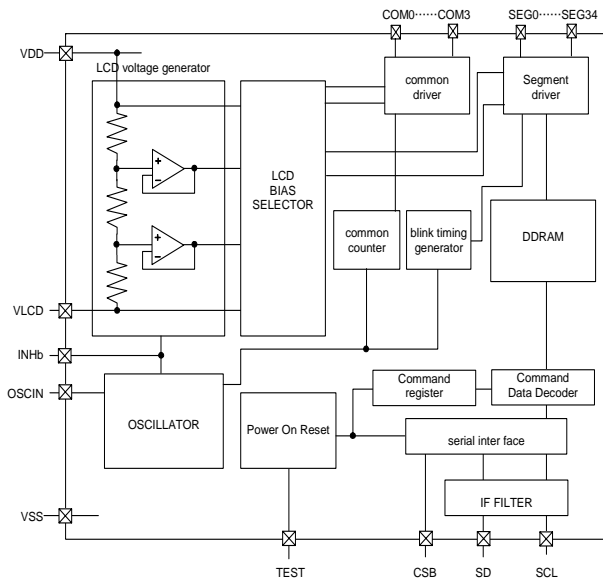 COM0······COM3
SEG0······SEG34
VDD
LCD voltage generator
common
driver
Segment
driver
+
−
LCD
BIAS
SELECTOR
common
counter
blink timing
generator
DDRAM
+
−
VLCD
INHb
OSCIN
OSCILLATOR
Power On Reset
Command
register
Command
Data Decoder
serial inter face
IF FILTER
VSS
TEST
CSB
SD
SCL